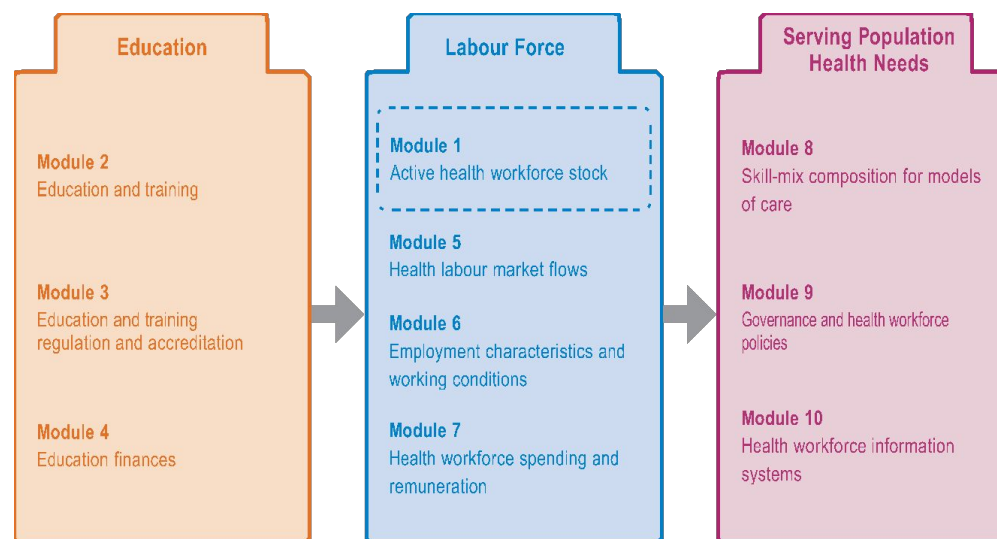 Education
Module 2
Education and training
Module 3
Education and training
regulation and accreditation
Module 4
Education finances
Labour Force
Module 1
Active health workforce stock
Module 5
Health labour market flows
Module 6
Employment characteristics and
working conditions
Module 7
Health workforce spending and
remuneration
Serving Population
Health Needs
Module 8
Skill-mix composition for models
of care
Module 9
Governance and health workforce
policies
Module 10
Health workforce information
systems